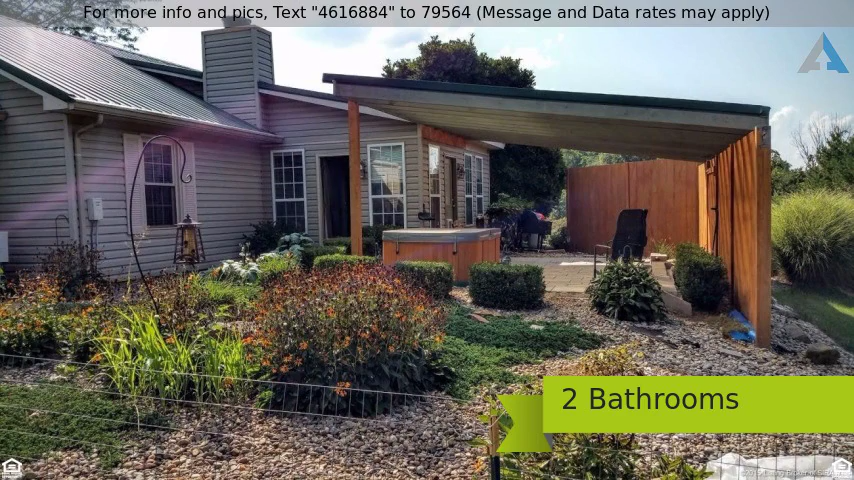 For more info and pics, Text "4616884" to 79564 (Message and Data rates may apply)
2 Bathrooms